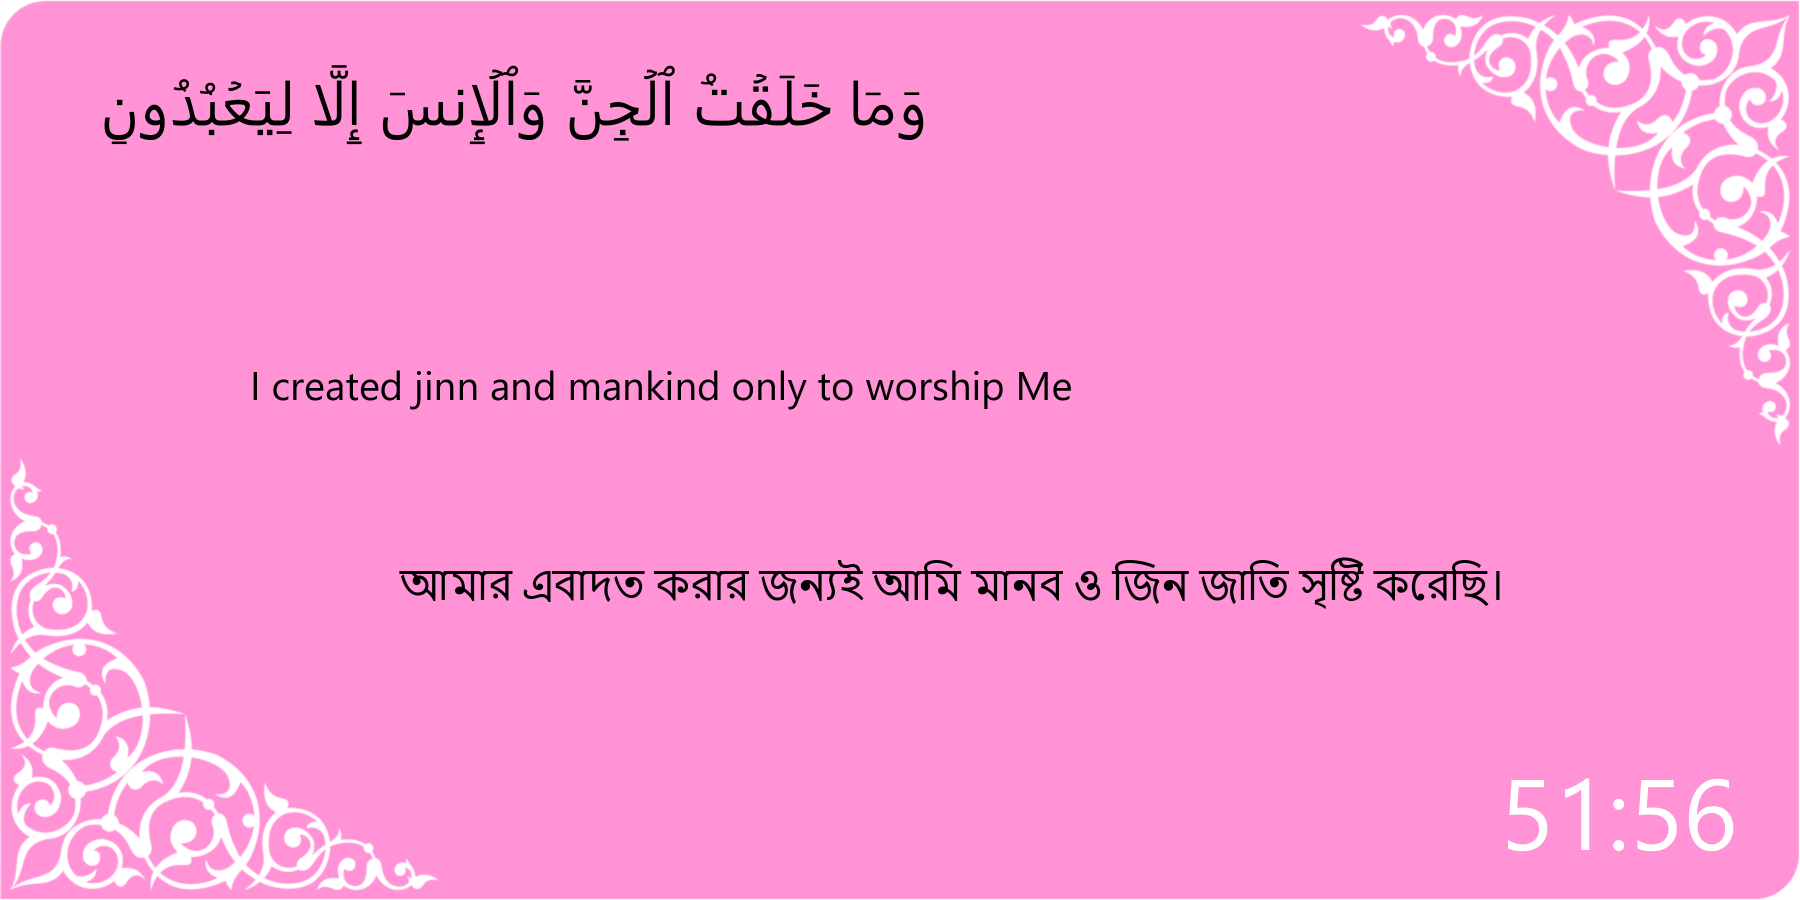 وَمَا خَلَقۡتُ ٱلۡجِنَّ وَٱلۡإِنسَ إِلَّا لِيَعۡبُدُونِ
I created jinn and mankind only to worship Me
আমার এবাদত করার জন্যই আমি মানব ও জিন জাতি সৃষ্টি করেছি।
51:56